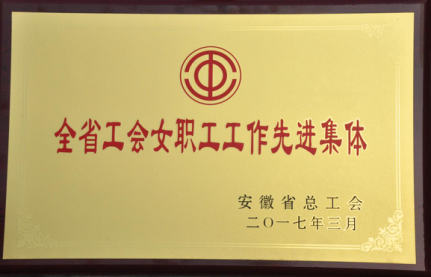 全省工会女职工工作先进集体
安徽省总工会
二〇一七年三月